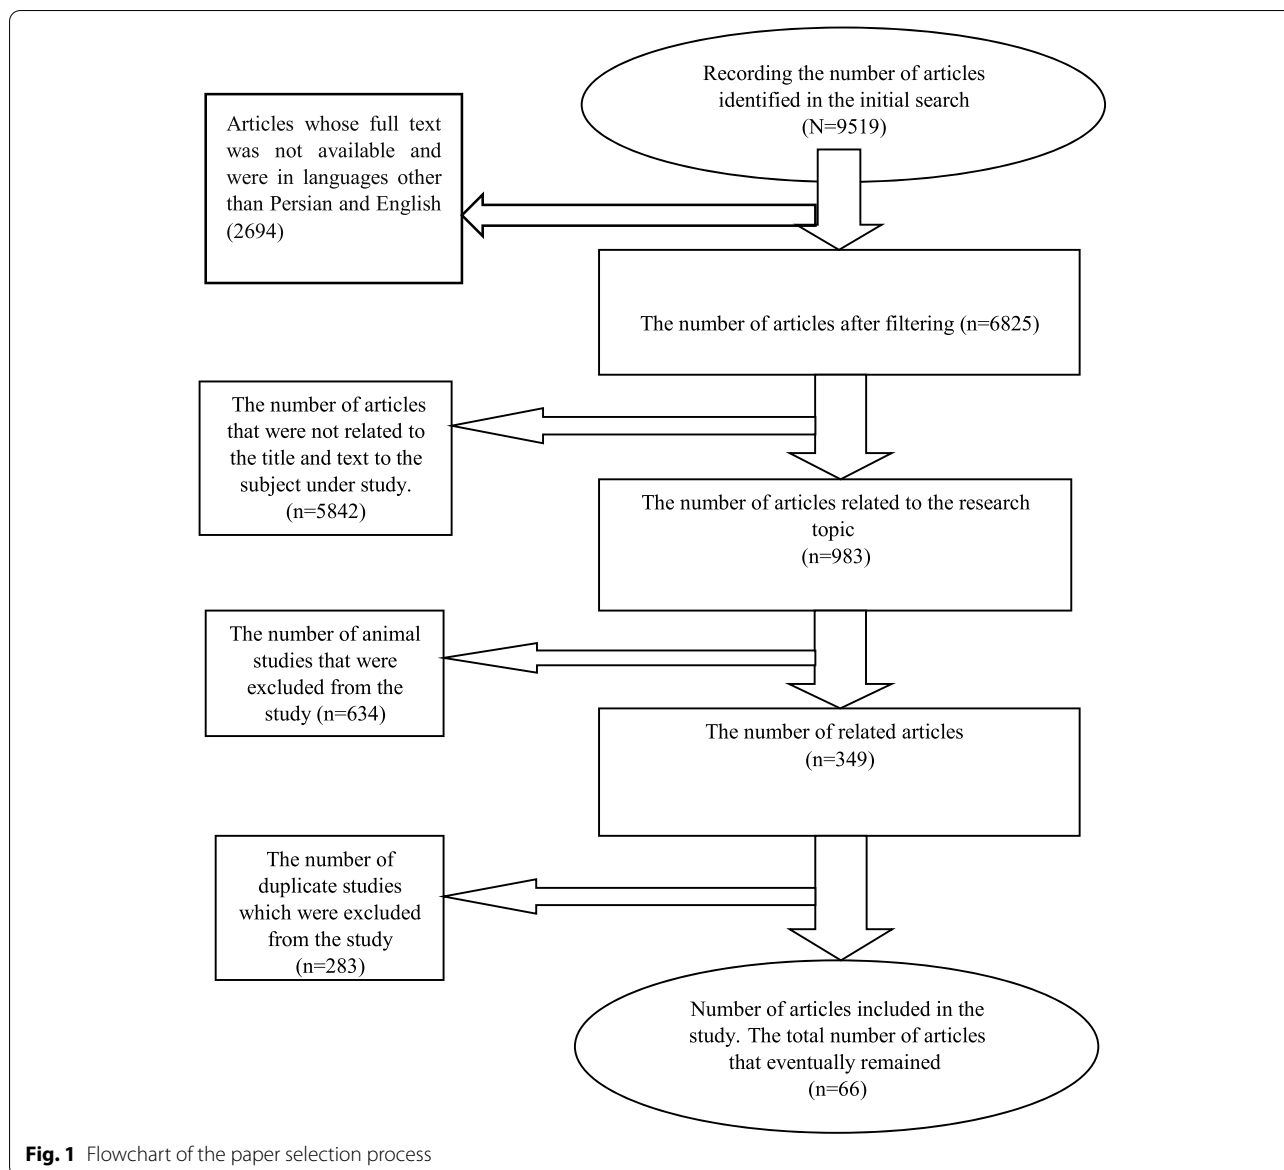 Recording the number of articles
identified in the initial search
(N=9519)
Articles whose full text
was not available and
were in languages other
than Persian and English
(2694)
The number of articles after filtering (n=6825)
The number of articles
that were not related to
the title and text to the
subject under study.
(n=5842)
The number of articles related to the research
topic
(n=983)
The number of animal
studies that were
excluded from the
study (n=634)
The number of related articles
(n=349)
The number of
duplicate studies
which were excluded
from the study
(n=283)
Number of articles included in the
study. The total number of articles
that eventually remained
(n=66)
Fig. 1 Flowchart of the paper selection process